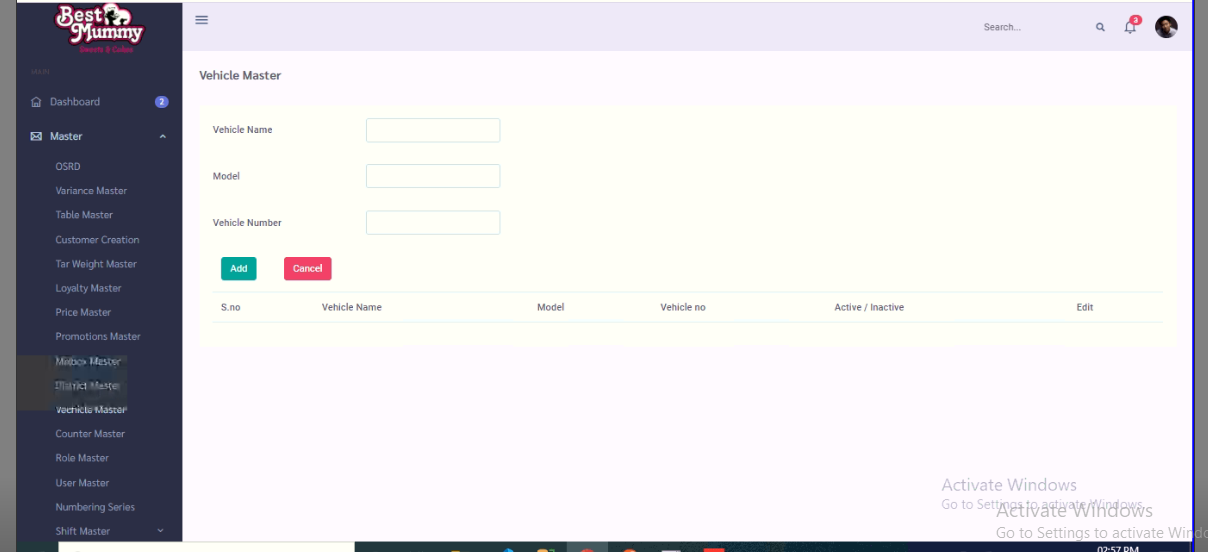 Best Mummy
Sweets & Cakes
MAIN
Search...
3
Dashboard
2
Master
OSRD
Variance Master
Table Master
Customer Creation
Tar Weight Master
Loyalty Master
Price Master
Promotions Master
Master
District Master
Veehicle Master
Counter Master
Role Master
User Master
Numbering Series
Shift Master
Vehicle Master
Vehicle Name
Model
Vehicle Number
Add Cancel
S.no Vehicle Name Model Vehicle no Active / Inactive Edit
Activate Windows
Go to Settings to activate Windows.
Activate Windows
Go to Settings to activate Windo
02:57 PM